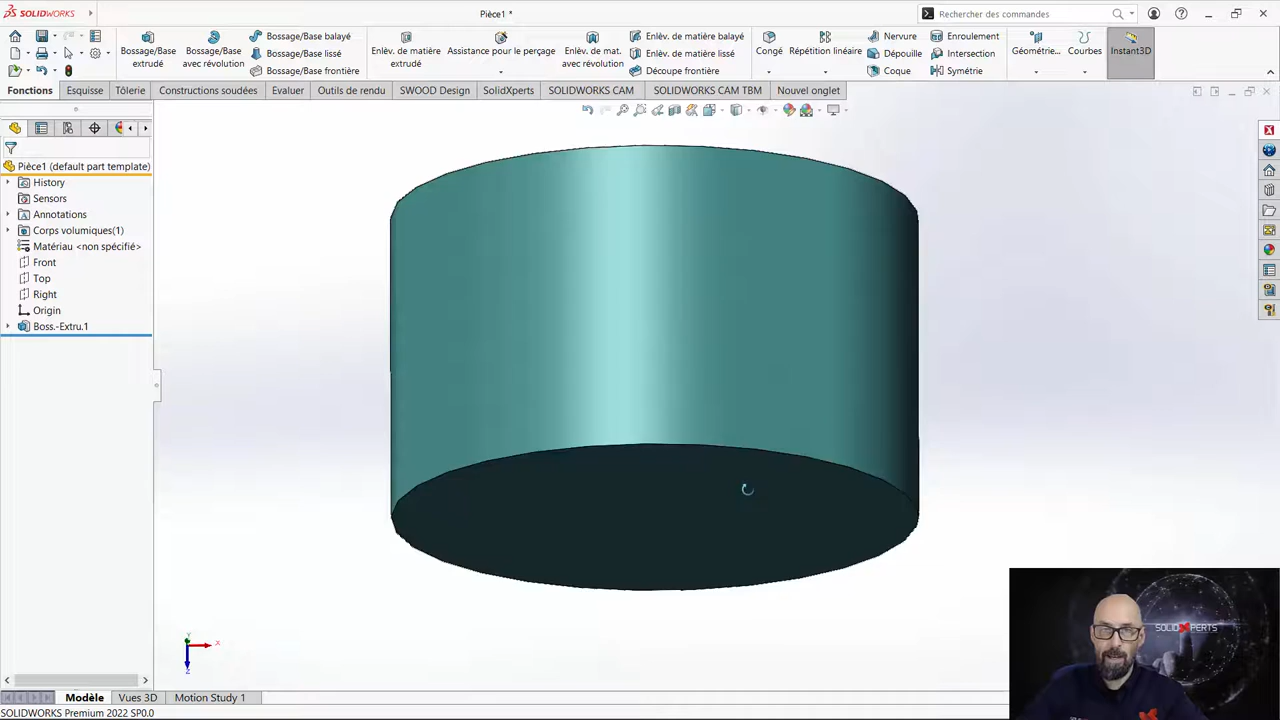 SOLIDWORKS
Pièce1 *
Rechercher des commandes
Bossage/Base extrudé
Bossage/Base avec révolution
Bossage/Base balayé
Bossage/Base lissé
Bossage/Base frontière
Enlèv. de matière extrudé
Assistance pour le perçage
Enlèv. de mat. avec révolution
Enlèv. de matière balayé
Enlèv. de matière lissé
Découpe frontière
Congé
Répétition linéaire
Nervure
Dépouille
Coque
Enroulement
Intersection
Symétrie
Géométrie...
Courbes
Instant3D
Fonctions
Esquisse
Tôlerie
Constructions soudées
Evaluer
Outils de rendu
SWOOD Design
SolidXperts
SOLIDWORKS CAM
SOLIDWORKS CAM TBM
Nouvel onglet
Pièce1 (default part template)
History
Sensors
Annotations
Corps volumiques(1)
Matériau <non spécifié>
Front
Top
Right
Origin
Boss.-Extru.1
Y
X
Z
SOLIDXPERTS
Modèle
Vues 3D
Motion Study 1
SOLIDWORKS Premium 2022 SP0.0